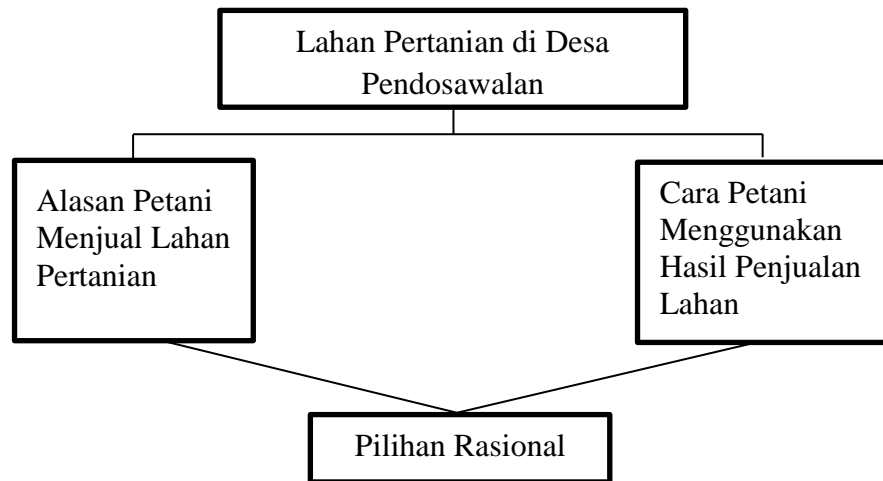 Lahan Pertanian di Desa
Pendosawalan
Alasan Petani
Menjual Lahan
Pertanian
Cara Petani
Menggunakan
Hasil Penjualan
Lahan
Pilihan Rasional